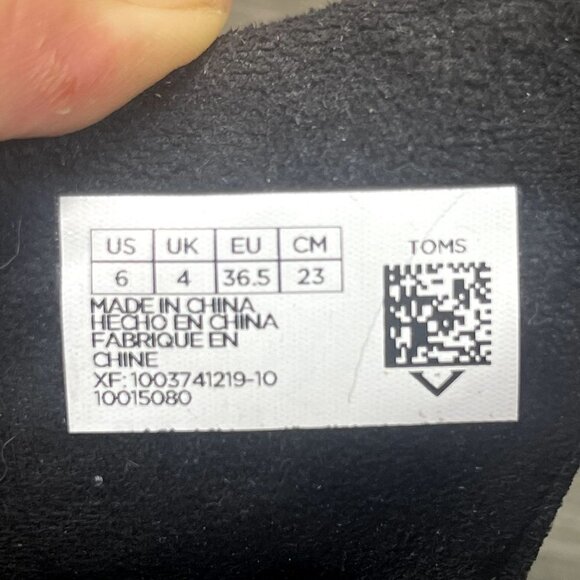 US UK EU CM
6 4 36.5 23
TOMS
MADE IN CHINA
HECHO EN CHINA
FABRIQUE EN
CHINE
XF: 1003741219-10
10015080